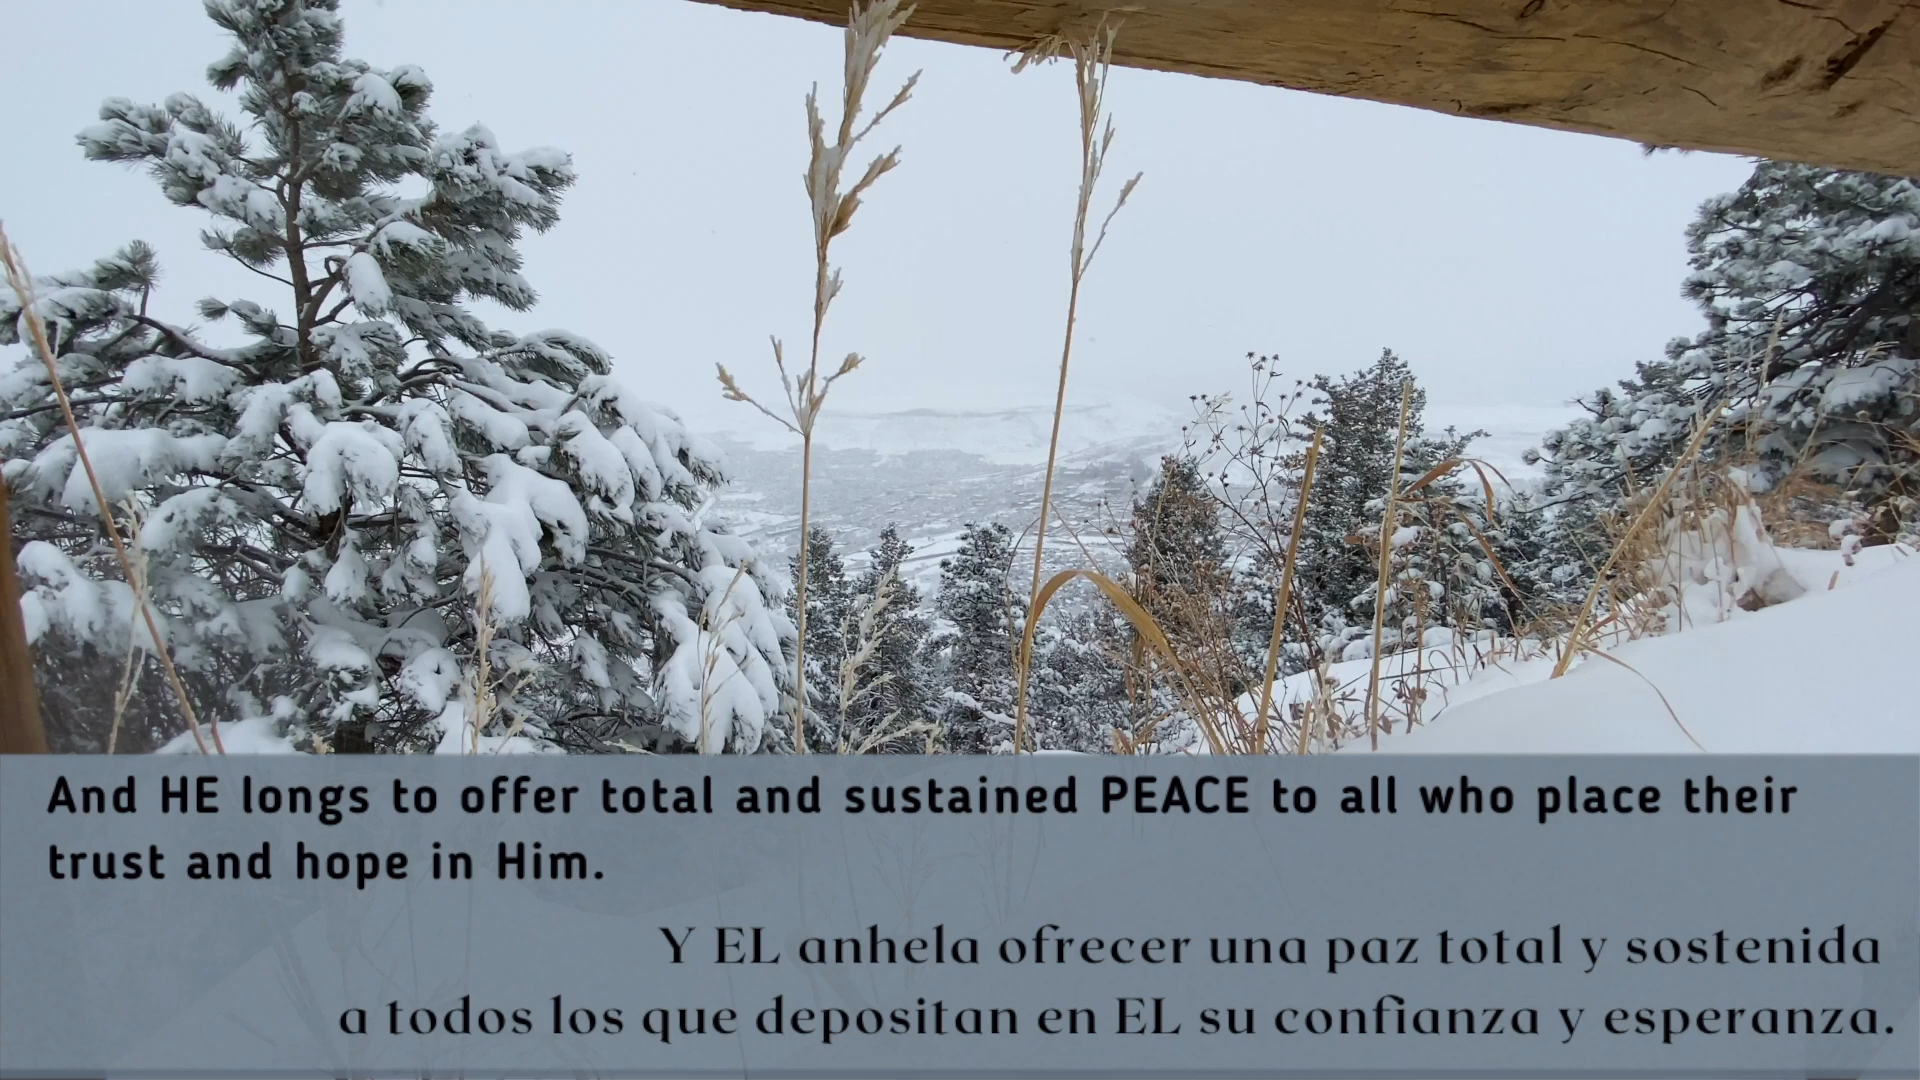 And HE longs to offer total and sustained PEACE to all who place their
trust and hope in Him.
Y EL anhela ofrecer una paz total y sostenida
a todos los que depositan en EL su confianza y esperanza.